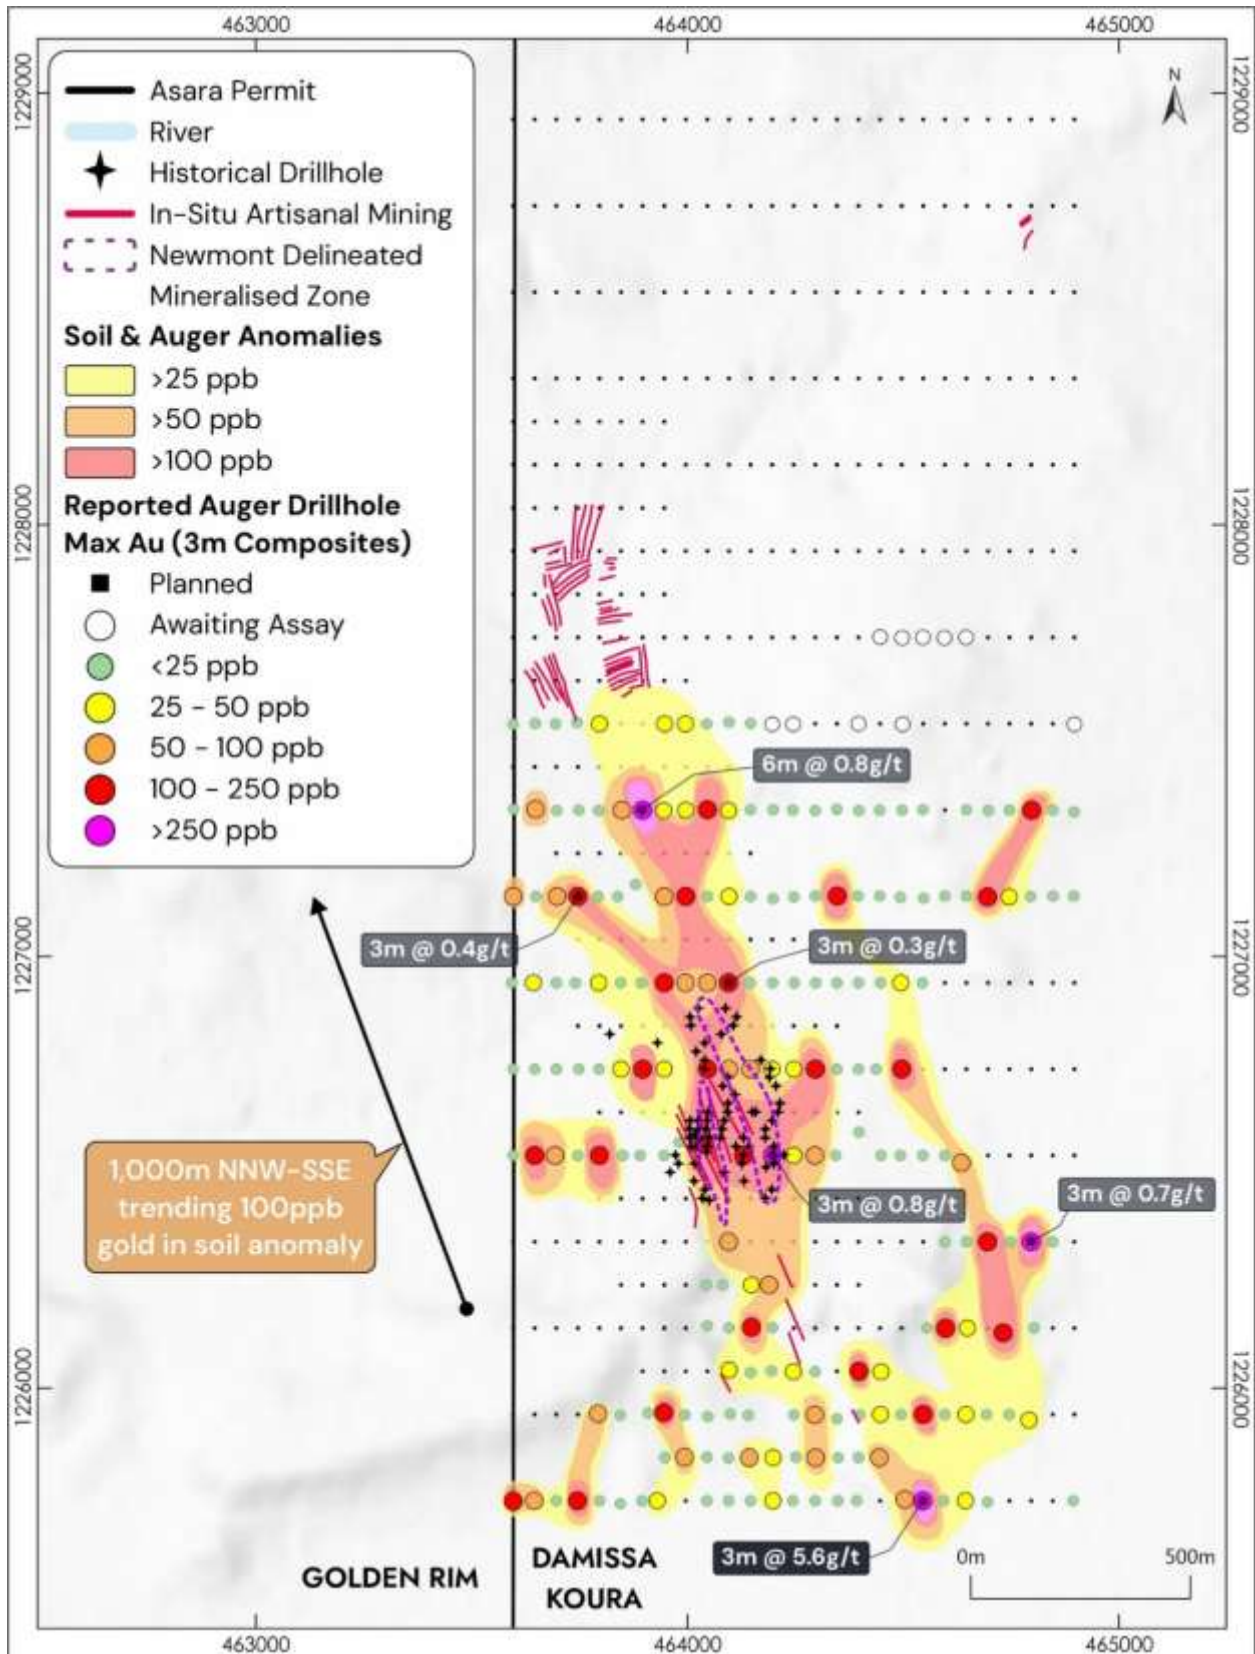 463000
464000
465000
1229000
1229000
N
Asara Permit
River
Historical Drillhole
In-Situ Artisanal Mining
Newmont Delineated
Mineralised Zone
Soil & Auger Anomalies
>25 ppb
>50 ppb
>100 ppb
Reported Auger Drillhole
Max Au (3m Composites)
Planned
Awaiting Assay
<25 ppb
25 - 50 ppb
50 - 100 ppb
100 - 250 ppb
>250 ppb
1228000
1228000
6m @ 0.8g/t
3m @ 0.4g/t
3m @ 0.3g/t
1227000
1227000
1,000m NNW-SSE
trending 100ppb
gold in soil anomaly
3m @ 0.8g/t
3m @ 0.7g/t
1226000
1226000
3m @ 5.6g/t
GOLDEN RIM
DAMISSA
KOURA
0m
500m
463000
464000
465000